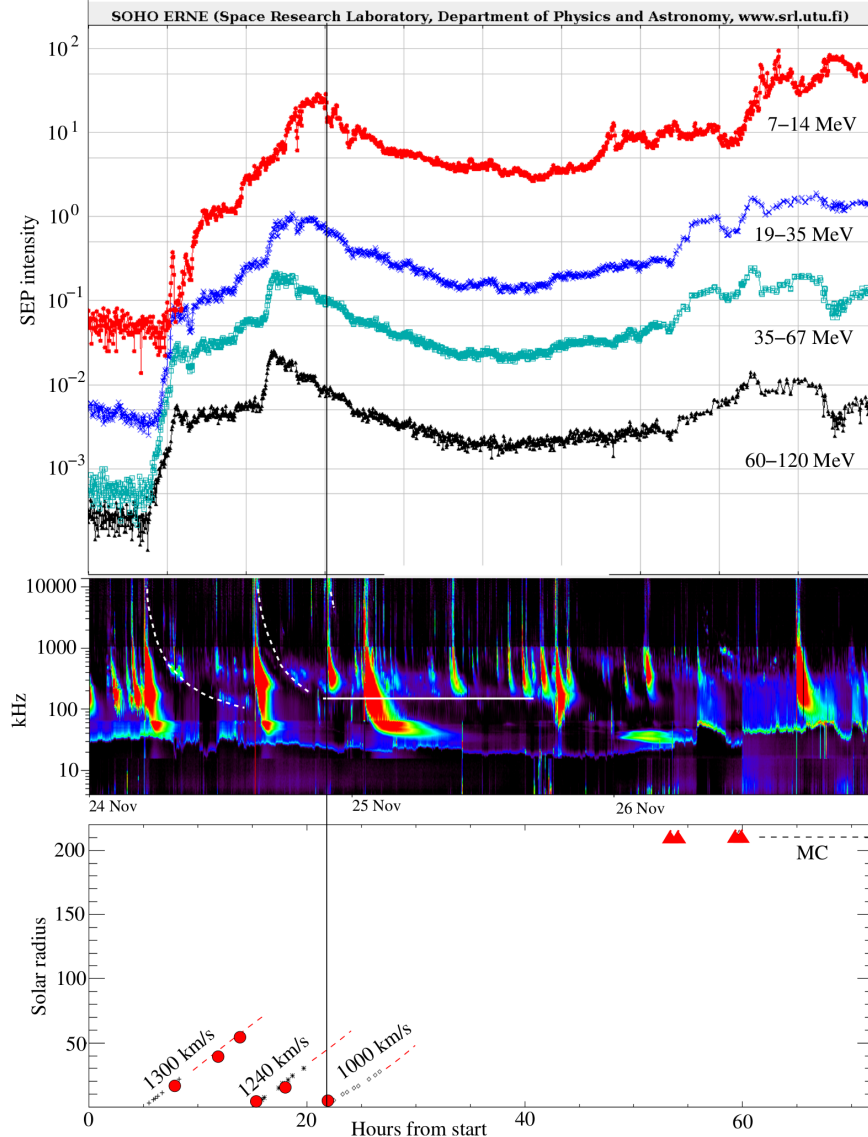 SOHO ERNE (Space Research Laboratory, Department of Physics and Astronomy, www.srl.utu.fi)
10^2
10^1
10^0
10^-1
10^-2
10^-3
SEP intensity
7–14 MeV
19–35 MeV
35–67 MeV
60–120 MeV
10000
1000
100
10
kHz
24 Nov
25 Nov
26 Nov
200
150
100
50
Solar radius
MC
1300 km/s
1240 km/s
1000 km/s
0
20
40
60
Hours from start